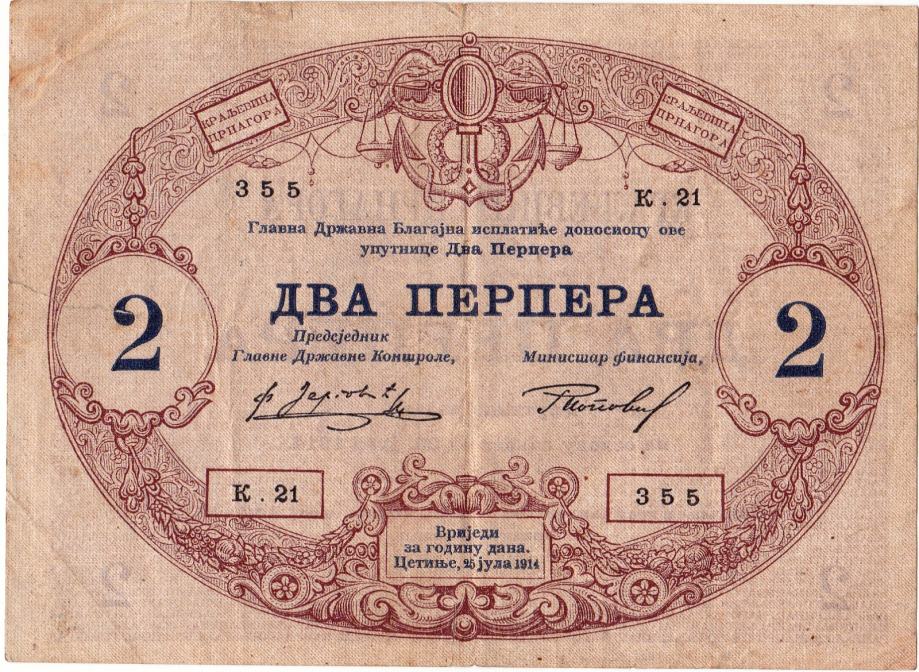 КРАЉЕВИНА
ЦРНАГОРА
КРАЉЕВИНА
ЦРНАГОРА
355
К. 21
Главна Државна Благајна исплатиће доносиоцу ове
упутнице Два Перпера
ДВА ПЕРПЕРА
2
2
Предсједник
Главне Државне Контроле,
Министар финансија,
К. 21
355
Вриједи
за годину дана.
Цетиње, 25 јула 1914